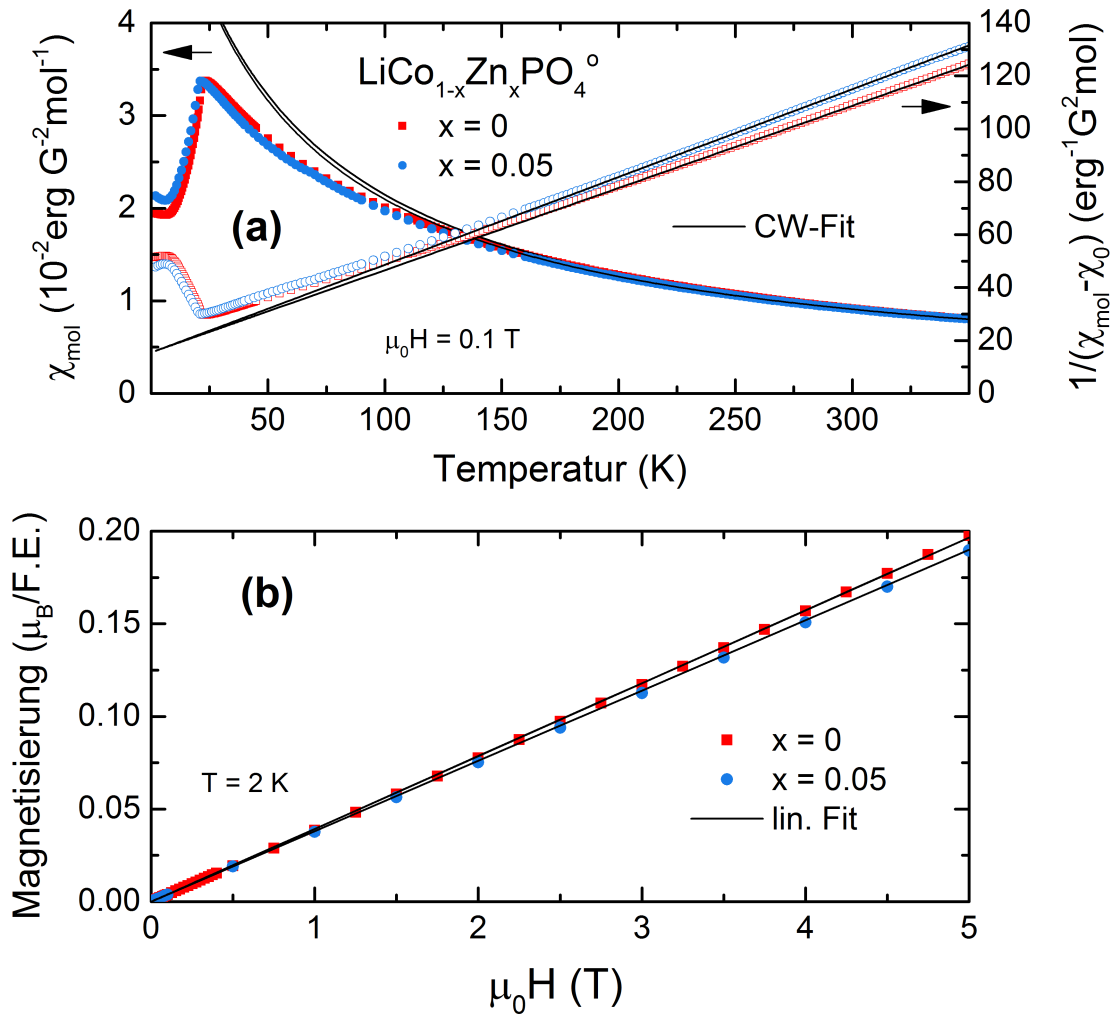 4
3
2
1
0
χmol (10-2erg G-2mol-1)
LiCo1-xZnxPO4o
x = 0
x = 0.05
(a)
CW-Fit
μ0H = 0.1 T
140
120
100
80
60
40
20
0
1/(χmol-χ0) (erg-1G2mol)
50 100 150 200 250 300 350
Temperatur (K)
0.20
0.15
0.10
0.05
0.00
Magnetisierung (μB/F.E.)
(b)
T = 2 K
x = 0
x = 0.05
lin. Fit
0 1 2 3 4 5
μ0H (T)